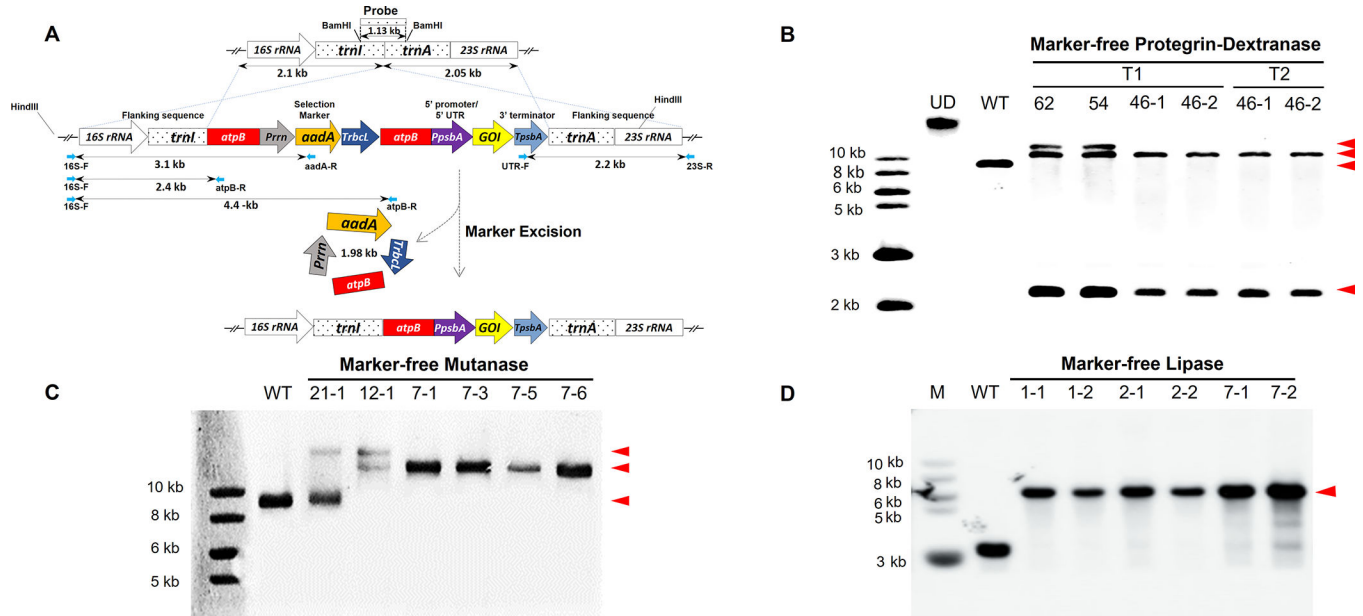 A
Probe
BamHI
BamHI
1.13 kb
16S rRNA
trnI
trnA
23S rRNA
2.1 kb
2.05 kb
HindIII
HindIII
Flanking sequence
Selection
Marker
5' promoter/
5' UTR
3' terminator
Flanking sequence
16S rRNA
trnI
atpB
Prrn
aadA
TrbcL
atpB
PpsbA
GOI
TpsbA
trnA
23S rRNA
16S-F
3.1 kb
aadA-R
UTR-F
2.2 kb
23S-R
16S-F
2.4 kb
atpB-R
16S-F
4.4 -kb
atpB-R
aadA
Prrn
1.98 kb
TrbcL
atpB
Marker Excision
16S rRNA
trnI
atpB
PpsbA
GOI
TpsbA
trnA
23S rRNA
B
Marker-free Protegrin-Dextranase
T1
T2
UD
WT
62
54
46-1
46-2
46-1
46-2
10 kb
8 kb
6 kb
5 kb
3 kb
2 kb
C
Marker-free Mutanase
WT
21-1
12-1
7-1
7-3
7-5
7-6
10 kb
8 kb
6 kb
5 kb
D
Marker-free Lipase
M
WT
1-1
1-2
2-1
2-2
7-1
7-2
10 kb
8 kb
6 kb
5 kb
3 kb